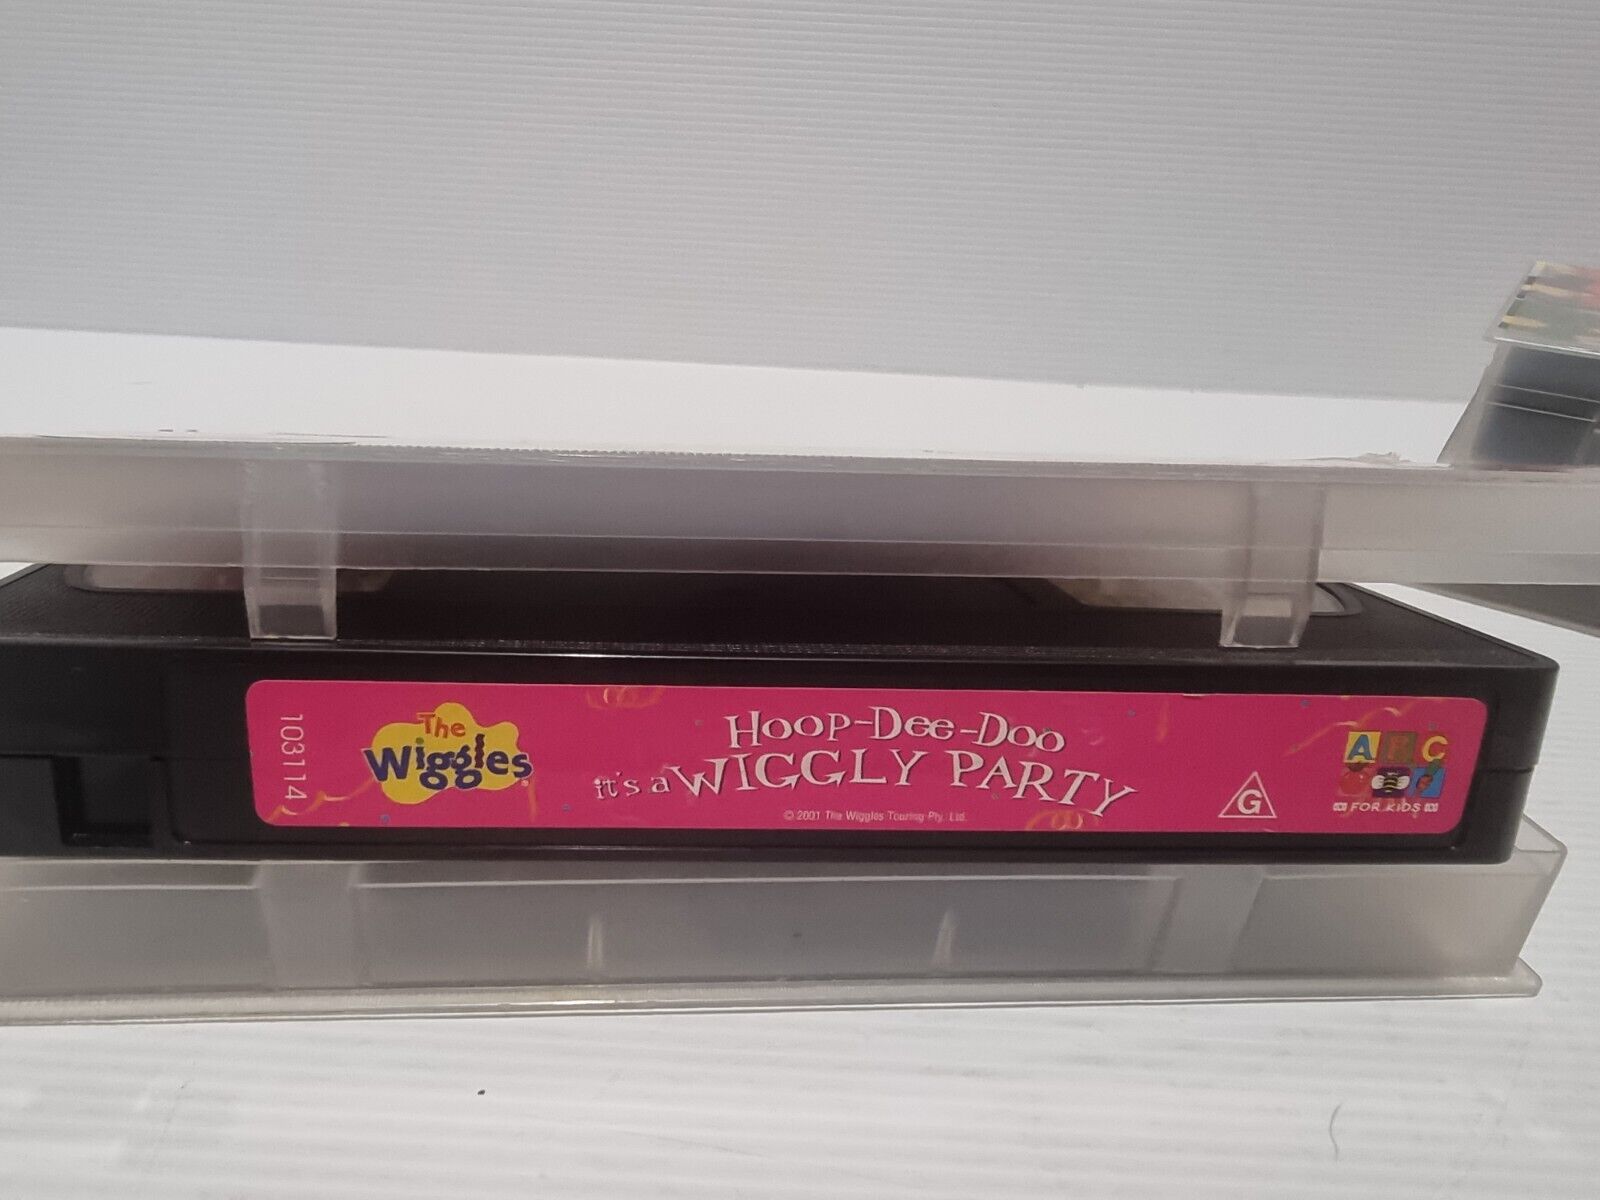 103114
The
Wiggles
HOOP-DEE-DOO
it's a WIGGLY PARTY
© 2001 The Wiggles Touring Pty. Ltd.
G
ABC
FOR KIDS